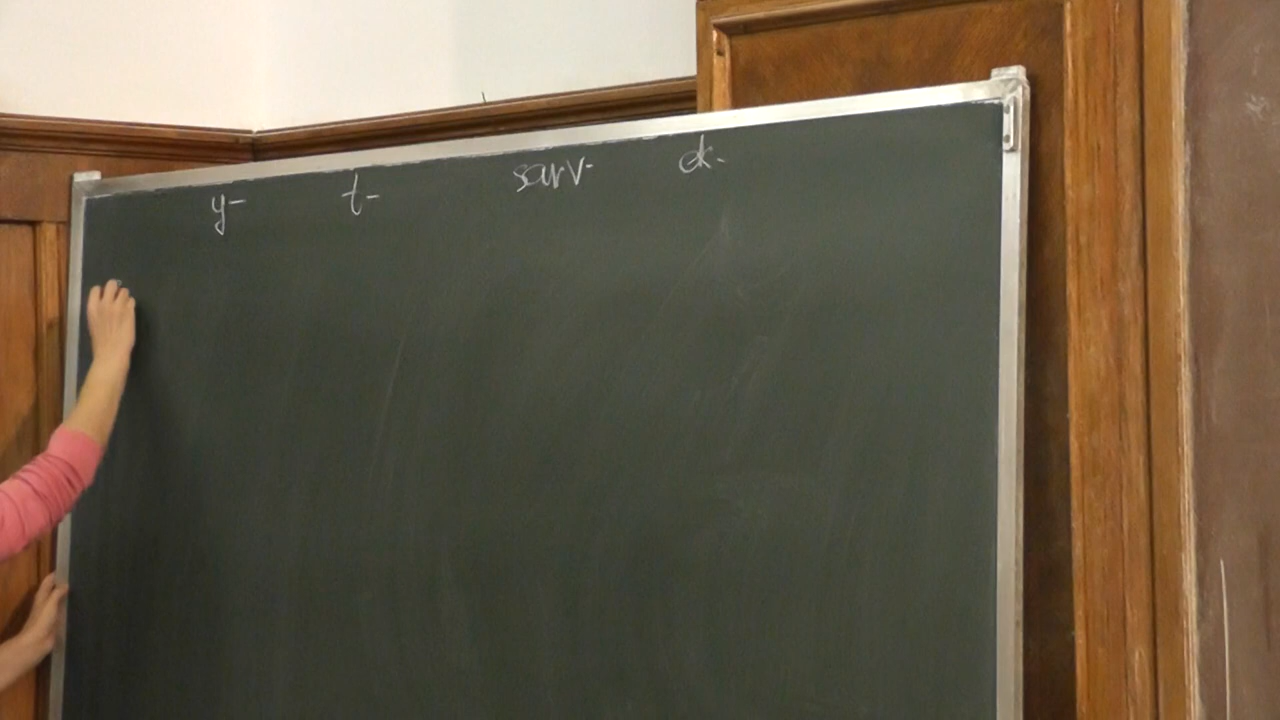 y- t- sarv- ek-